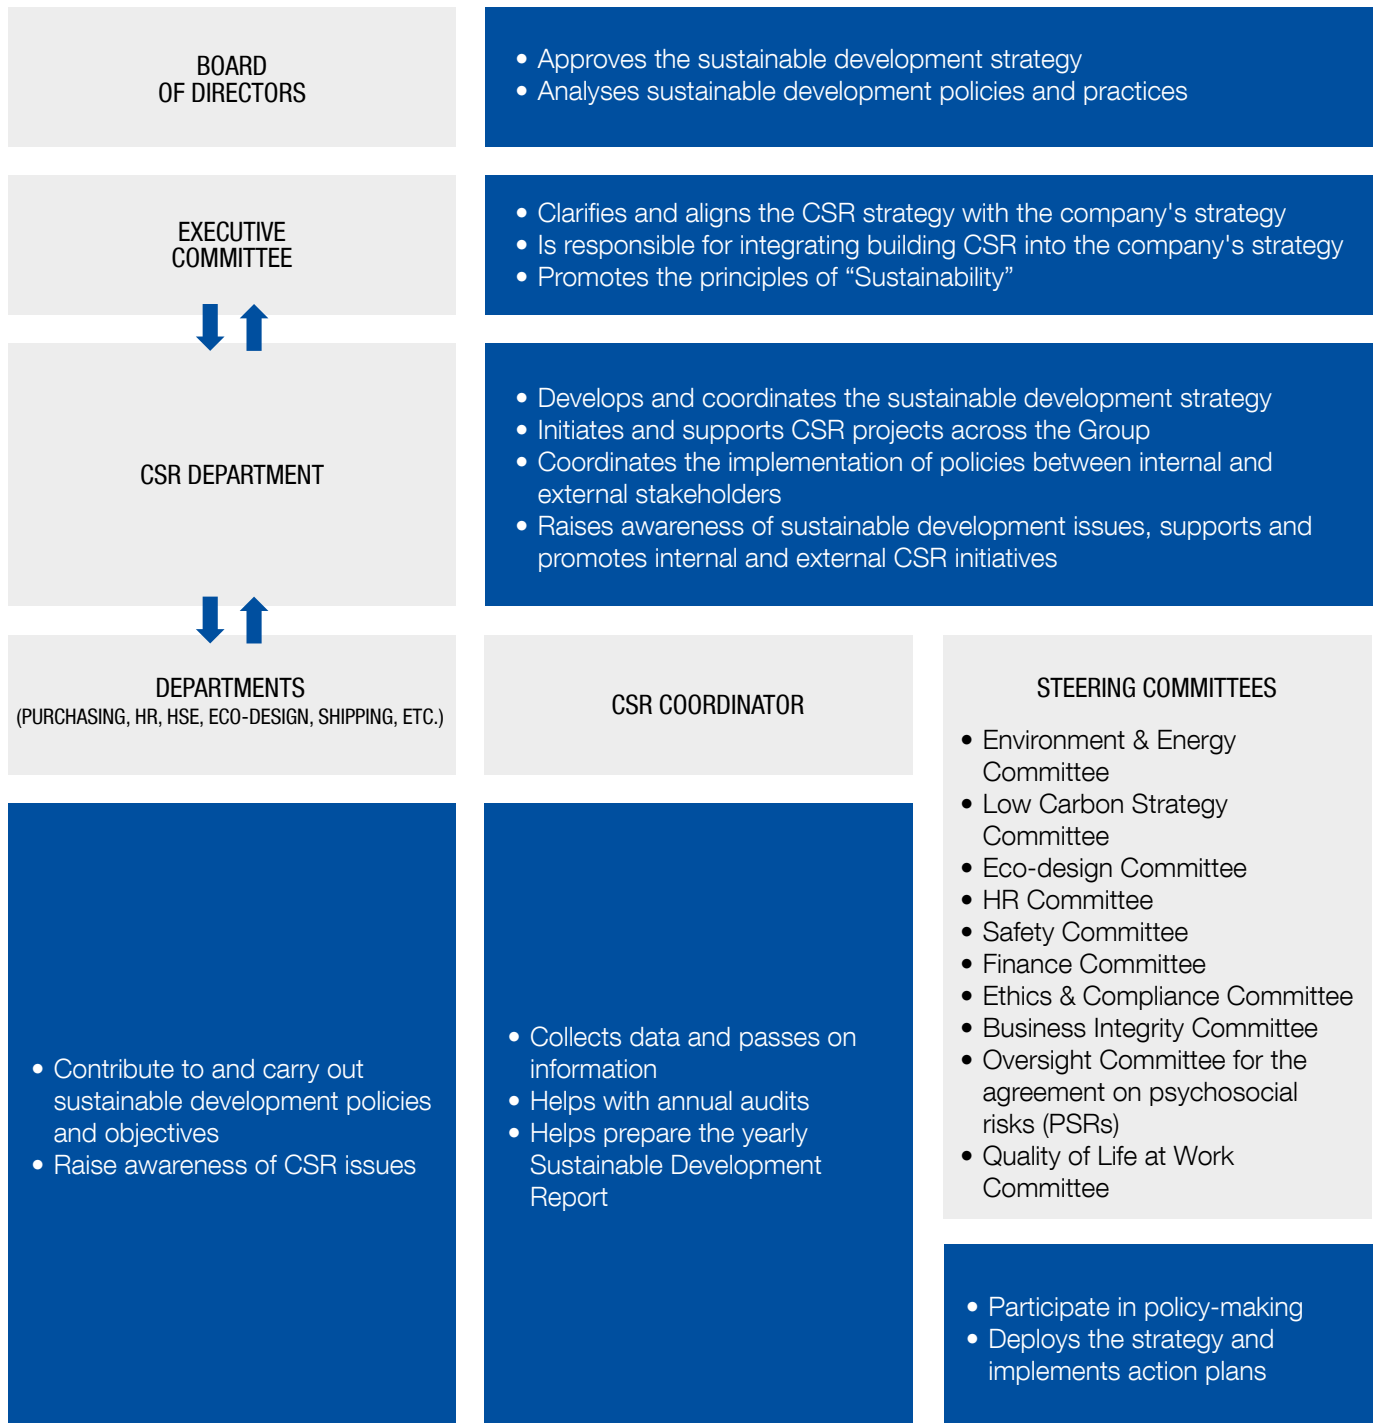 BOARD
OF DIRECTORS
• Approves the sustainable development strategy
• Analyses sustainable development policies and practices
EXECUTIVE
COMMITTEE
• Clarifies and aligns the CSR strategy with the company's strategy
• Is responsible for integrating building CSR into the company's strategy
• Promotes the principles of “Sustainability”
CSR DEPARTMENT
• Develops and coordinates the sustainable development strategy
• Initiates and supports CSR projects across the Group
• Coordinates the implementation of policies between internal and
external stakeholders
• Raises awareness of sustainable development issues, supports and
promotes internal and external CSR initiatives
DEPARTMENTS
(PURCHASING, HR, HSE, ECO-DESIGN, SHIPPING, ETC.)
• Contribute to and carry out
sustainable development policies
and objectives
• Raise awareness of CSR issues
CSR COORDINATOR
• Collects data and passes on
information
• Helps with annual audits
• Helps prepare the yearly
Sustainable Development
Report
STEERING COMMITTEES
• Environment & Energy
Committee
• Low Carbon Strategy
Committee
• Eco-design Committee
• HR Committee
• Safety Committee
• Finance Committee
• Ethics & Compliance Committee
• Business Integrity Committee
• Oversight Committee for the
agreement on psychosocial
risks (PSRs)
• Quality of Life at Work
Committee
• Participate in policy-making
• Deploys the strategy and
implements action plans